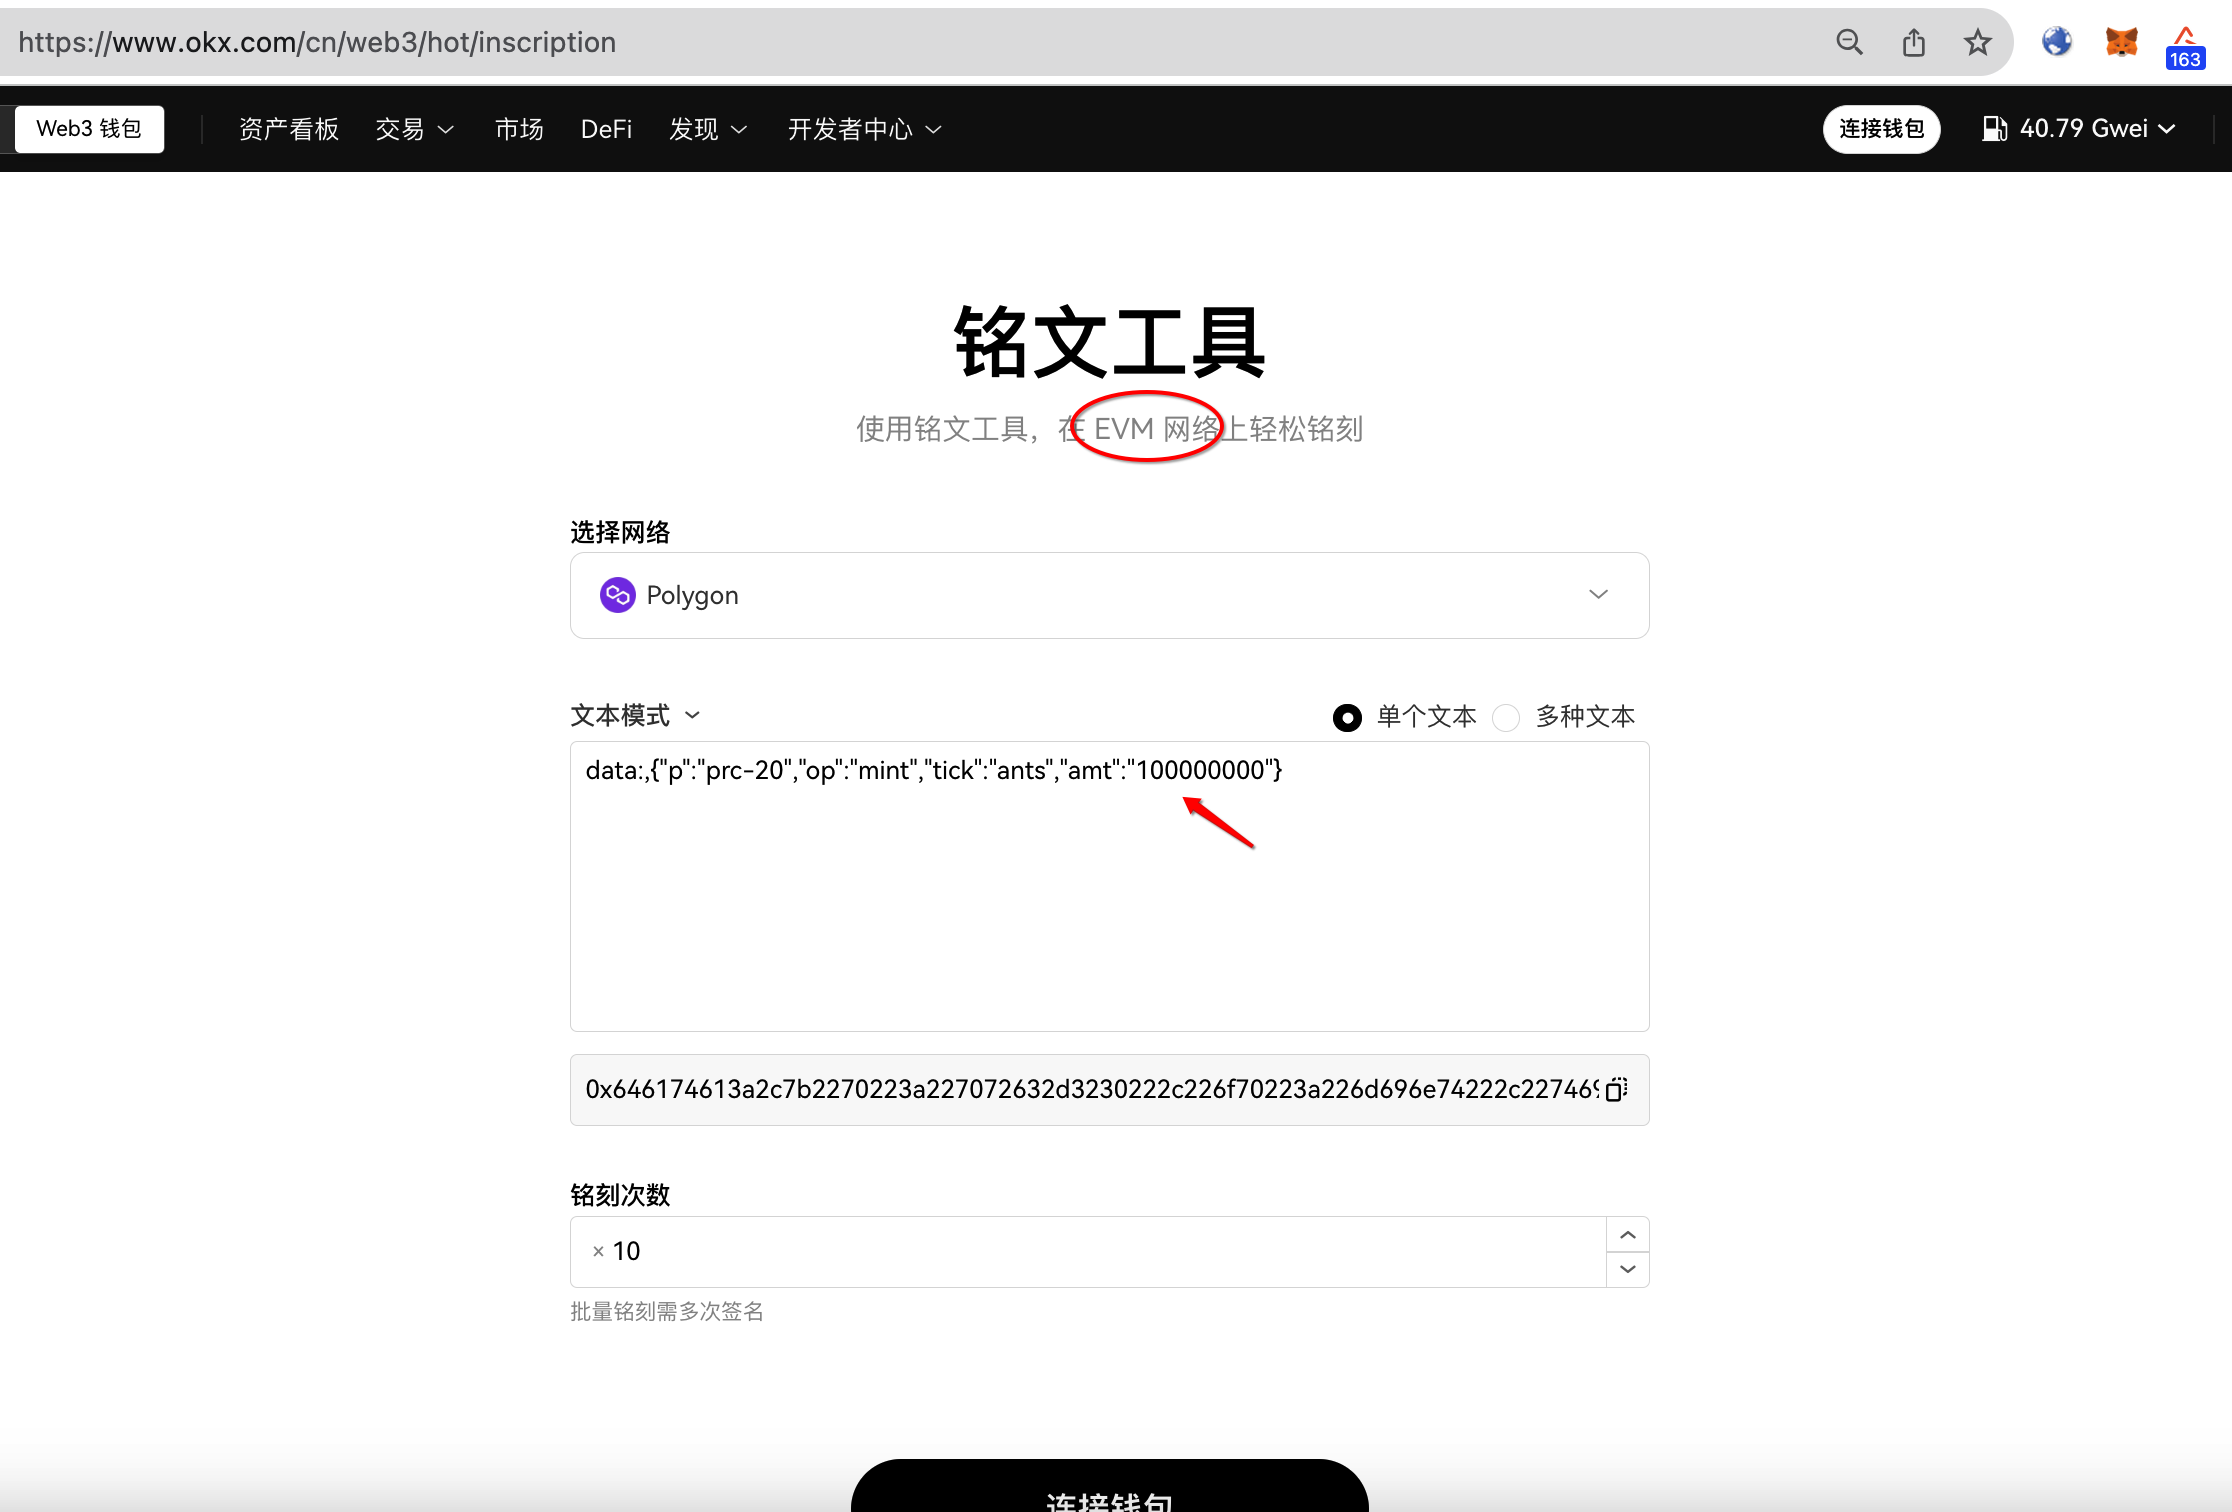 https://www.okx.com/cn/web3/hot/inscription
163
Web3 钱包 资产看板 交易 市场 DeFi 发现 开发者中心 连接钱包 40.79 Gwei
铭文工具
使用铭文工具，在 EVM 网络上轻松铭刻
选择网络
Polygon
文本模式 单个文本 多种文本
data:,{"p":"prc-20","op":"mint","tick":"ants","amt":"100000000"}
0x646174613a2c7b2270223a227072632d3230222c226f70223a226d696e74222c227469
铭刻次数
× 10
批量铭刻需多次签名
连接钱包